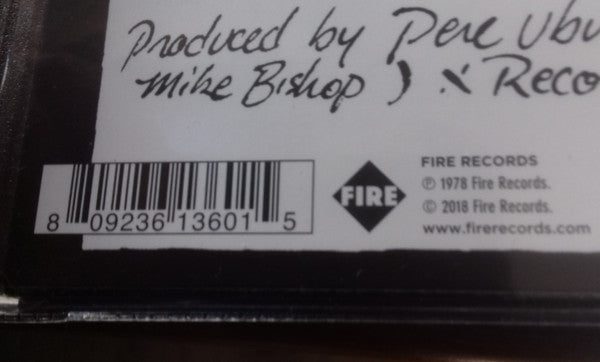 Produced by Pere Ubu
Mike Bishop ) x Reco
FIRE
FIRE RECORDS
℗ 1978 Fire Records.
© 2018 Fire Records.
www.firerecords.com
8 09236 13601 5